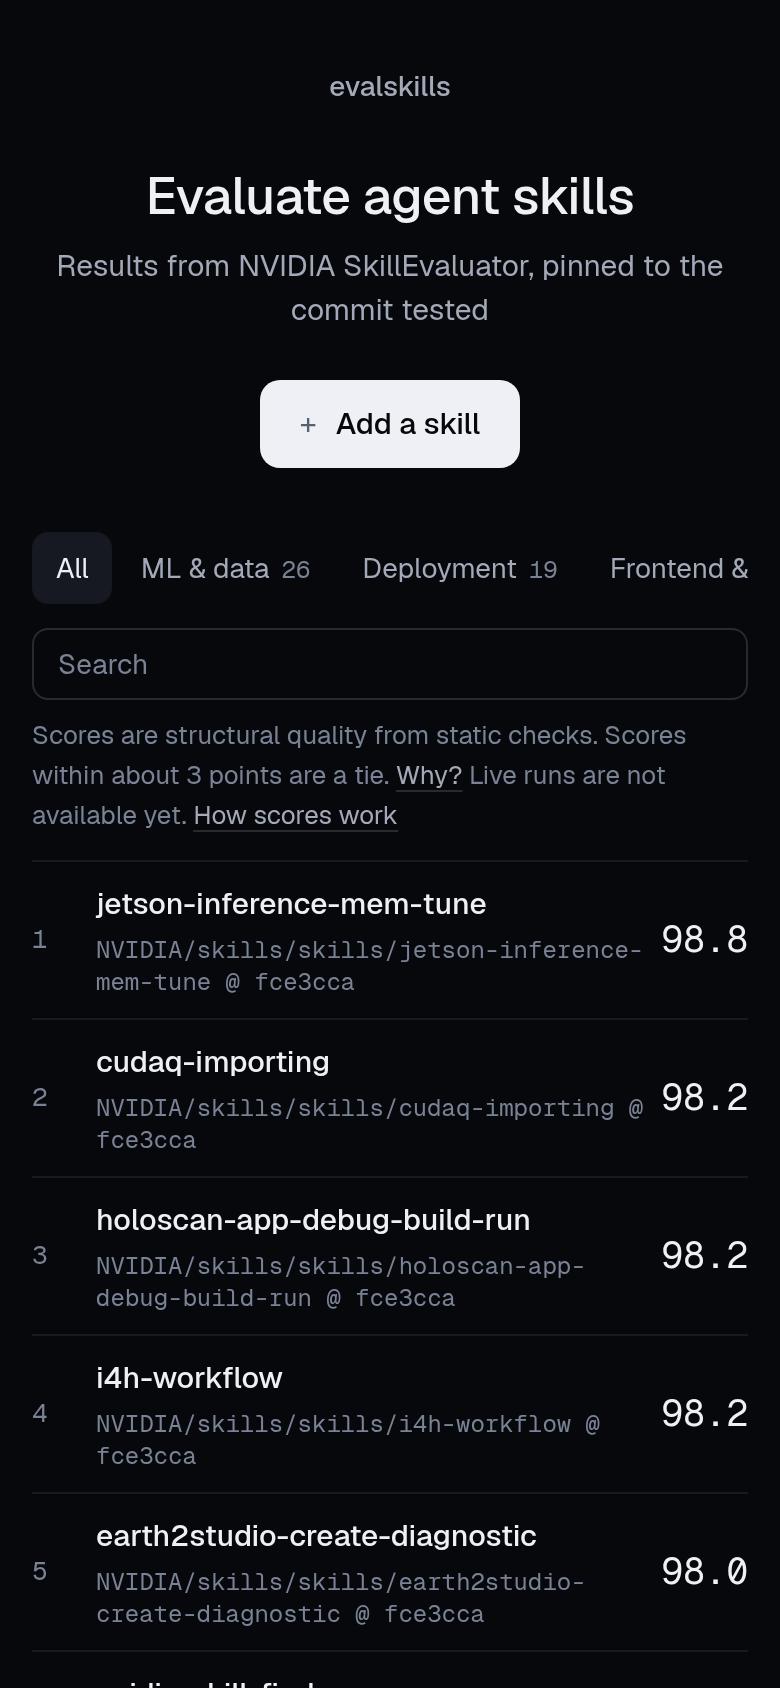 evalskills
Evaluate agent skills
Results from NVIDIA SkillEvaluator, pinned to the
commit tested
+ Add a skill
All ML & data 26 Deployment 19 Frontend &
Search
Scores are structural quality from static checks. Scores
within about 3 points are a tie. Why? Live runs are not
available yet. How scores work
jetson-inference-mem-tune
1 NVIDIA/skills/skills/jetson-inference- 98.8
mem-tune @ fce3cca
cudaq-importing
2 NVIDIA/skills/skills/cudaq-importing @ 98.2
fce3cca
holoscan-app-debug-build-run
3 NVIDIA/skills/skills/holoscan-app- 98.2
debug-build-run @ fce3cca
i4h-workflow
4 NVIDIA/skills/skills/i4h-workflow @ 98.2
fce3cca
earth2studio-create-diagnostic
5 NVIDIA/skills/skills/earth2studio- 98.0
create-diagnostic @ fce3cca